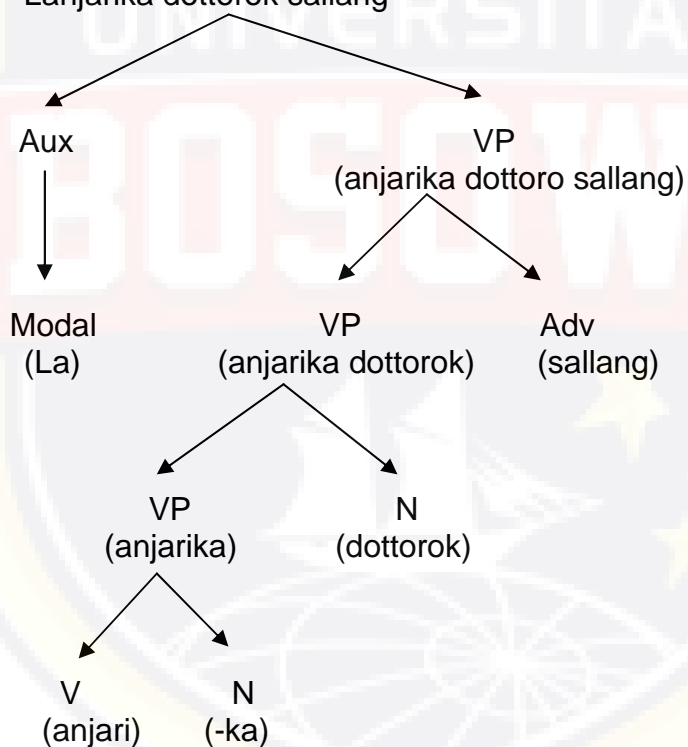 Lanjarika dottorok sallang
Aux VP
(anjarika dottoro sallang)
Modal VP Adv
(La) (anjarika dottorok) (sallang)
VP N
(anjarika) (dottorok)
V N
(anjari) (-ka)